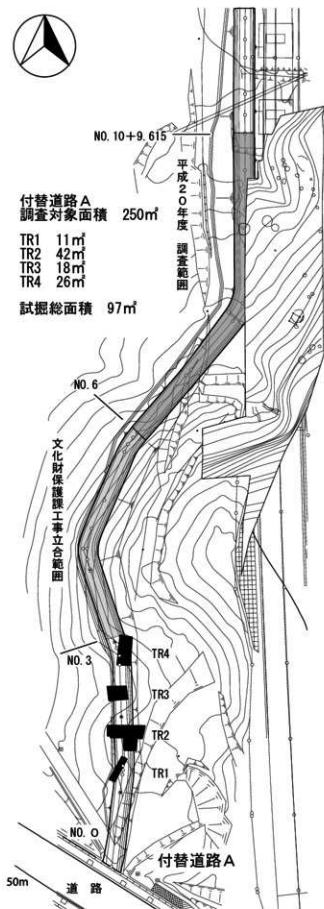 NO. 10+9.615
平成20年度 調査範囲
付替道路A
調査対象面積 250㎡
TR1 11㎡
TR2 42㎡
TR3 18㎡
TR4 26㎡
試掘総面積 97㎡
NO.6
文化財保護課工事立合範囲
NO.3
TR4
TR3
TR2
TR1
NO. 0
付替道路A
50m
道路